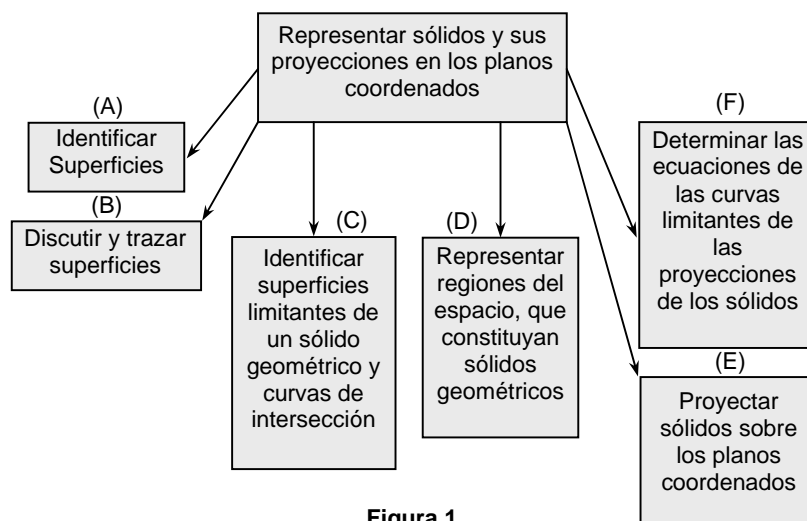 Representar sólidos y sus
proyecciones en los planos
coordenados
(A)
Identificar
Superficies
(B)
Discutir y trazar
superficies
(C)
Identificar
superficies
limitantes de
un sólido
geométrico y
curvas de
intersección
(D)
Representar
regiones del
espacio, que
constituyan
sólidos
geométricos
(F)
Determinar las
ecuaciones de
las curvas
limitantes de
las
proyecciones
de los sólidos
(E)
Proyectar
sólidos sobre
los planos
coordenados
Figura 1